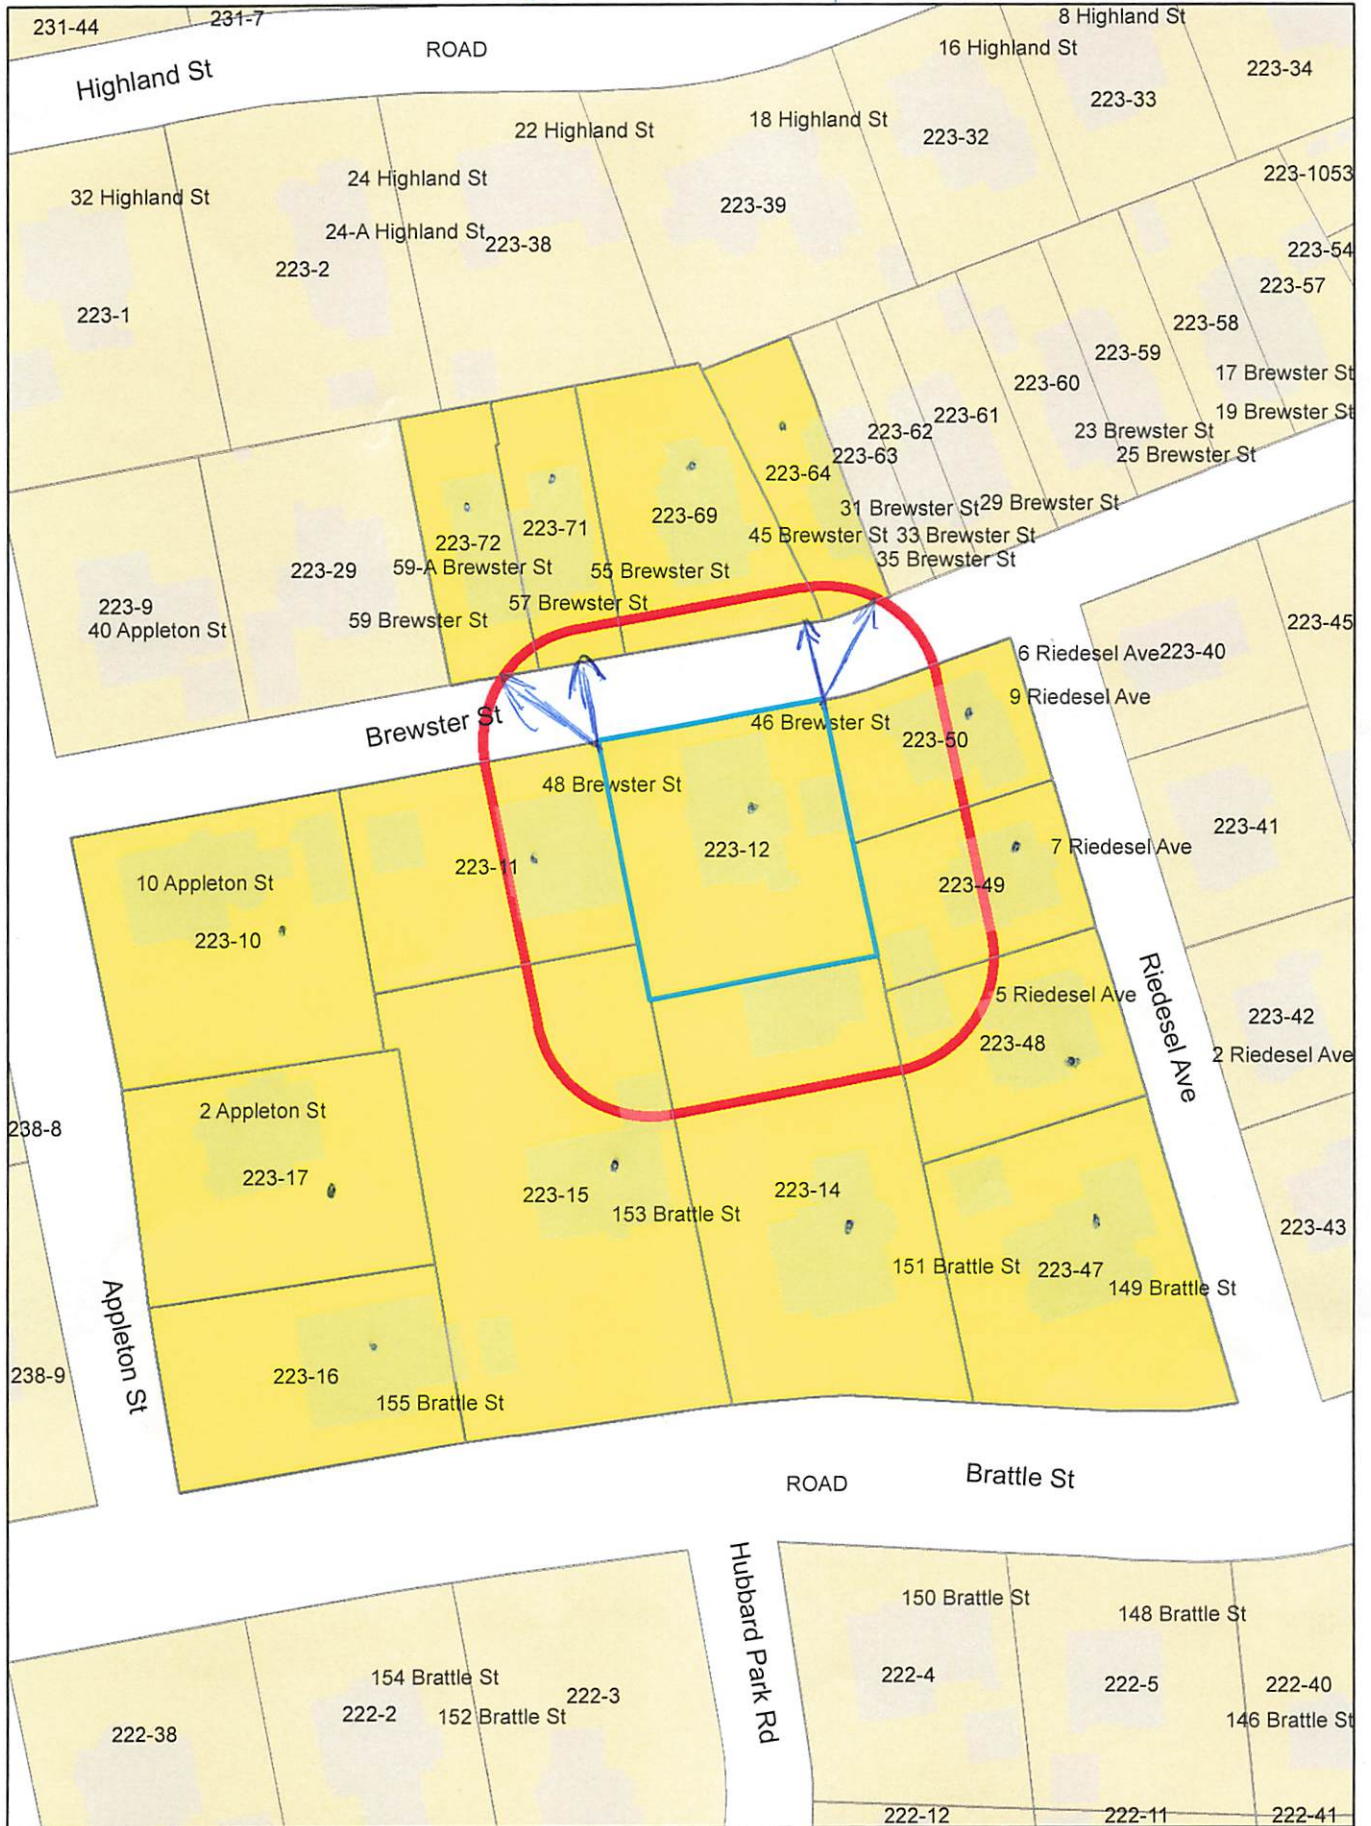 231-44
231-7
8 Highland St
ROAD
16 Highland St
Highland St
223-34
223-33
22 Highland St
18 Highland St
223-32
24 Highland St
223-1053
32 Highland St
223-39
24-A Highland St
223-38
223-54
223-2
223-57
223-1
223-58
223-59
17 Brewster St
223-60
19 Brewster St
223-61
223-62
23 Brewster St
223-63
25 Brewster St
223-64
31 Brewster St
29 Brewster St
223-69
223-71
45 Brewster St
33 Brewster St
223-72
35 Brewster St
223-29
59-A Brewster St
55 Brewster St
223-9
57 Brewster St
59 Brewster St
223-45
40 Appleton St
6 Riedesel Ave
223-40
9 Riedesel Ave
Brewster St
46 Brewster St
223-50
48 Brewster St
223-41
223-12
7 Riedesel Ave
223-11
10 Appleton St
223-49
223-10
5 Riedesel Ave
Riedesel Ave
223-42
223-48
2 Riedesel Ave
2 Appleton St
238-8
223-17
223-15
223-14
153 Brattle St
223-43
151 Brattle St
223-47
149 Brattle St
Appleton St
238-9
223-16
155 Brattle St
ROAD
Brattle St
Hubbard Park Rd
150 Brattle St
148 Brattle St
154 Brattle St
222-4
222-5
222-40
222-3
222-2
152 Brattle St
146 Brattle St
222-38
222-12
222-11
222-41